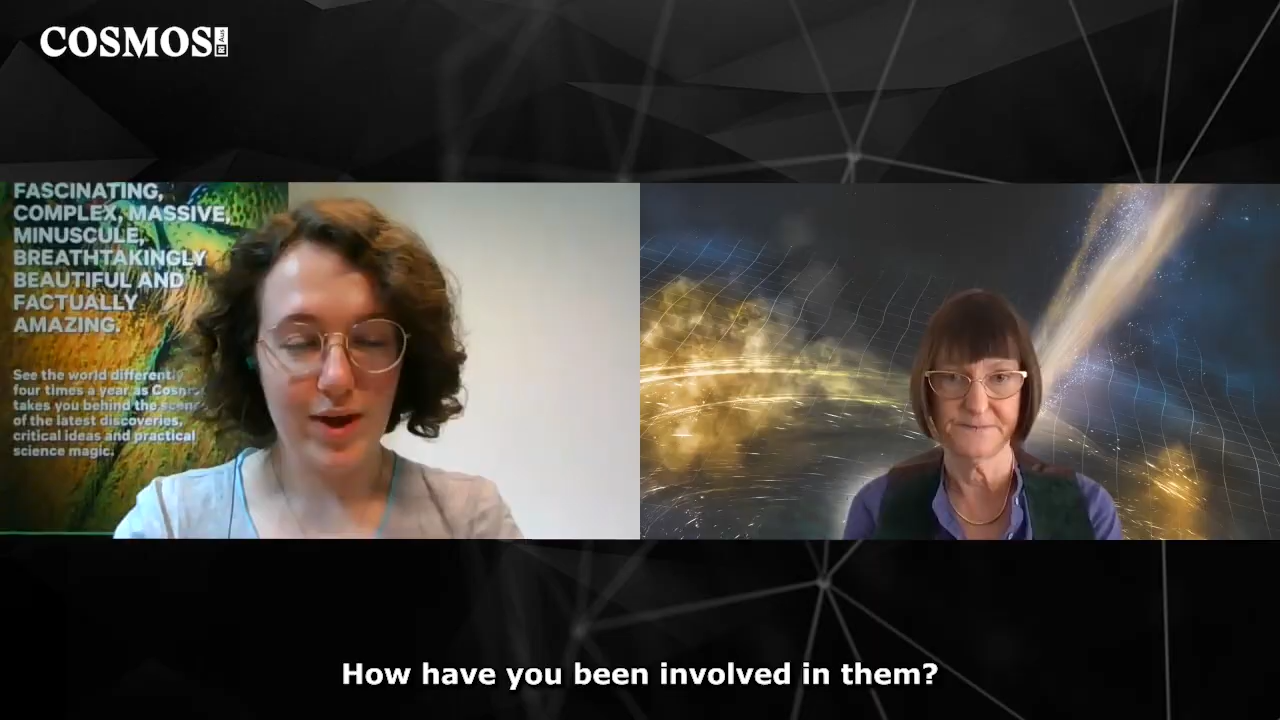 COSMOS
FASCINATING,
COMPLEX, MASSIVE,
MINUSCULE,
BREATHTAKINGLY
BEAUTIFUL AND
FACTUALLY
AMAZING.
See the world differently
four times a year as Cosmos
takes you behind the scenes
of the latest discoveries,
critical ideas and practical
science magic.
How have you been involved in them?